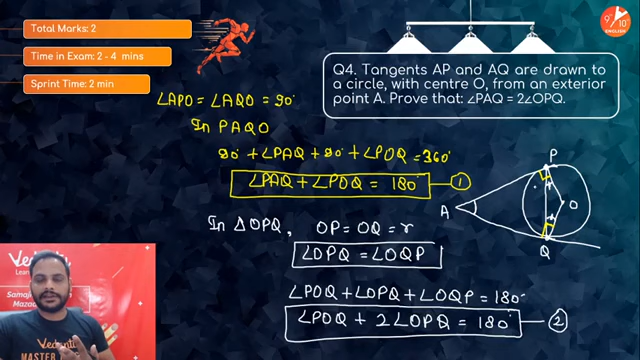 Total Marks: 2
Time in Exam: 2 - 4 mins
Sprint Time: 2 min
9+ 10
ENGLISH
Q4. Tangents AP and AQ are drawn to
a circle, with centre O, from an exterior
point A. Prove that: ∠PAQ = 2∠OPQ.
∠APO = ∠AQO = 90°
In PAQO
90° + ∠PAQ + 90° + ∠POQ = 360°
∠PAQ + ∠POQ = 180° ①
In ΔOPQ, OP = OQ = r
∠OPQ = ∠OQP
∠POQ + ∠OPQ + ∠OQP = 180°
∠POQ + 2∠OPQ = 180° ②
P
A
O
Q
Vedantu
MASTER